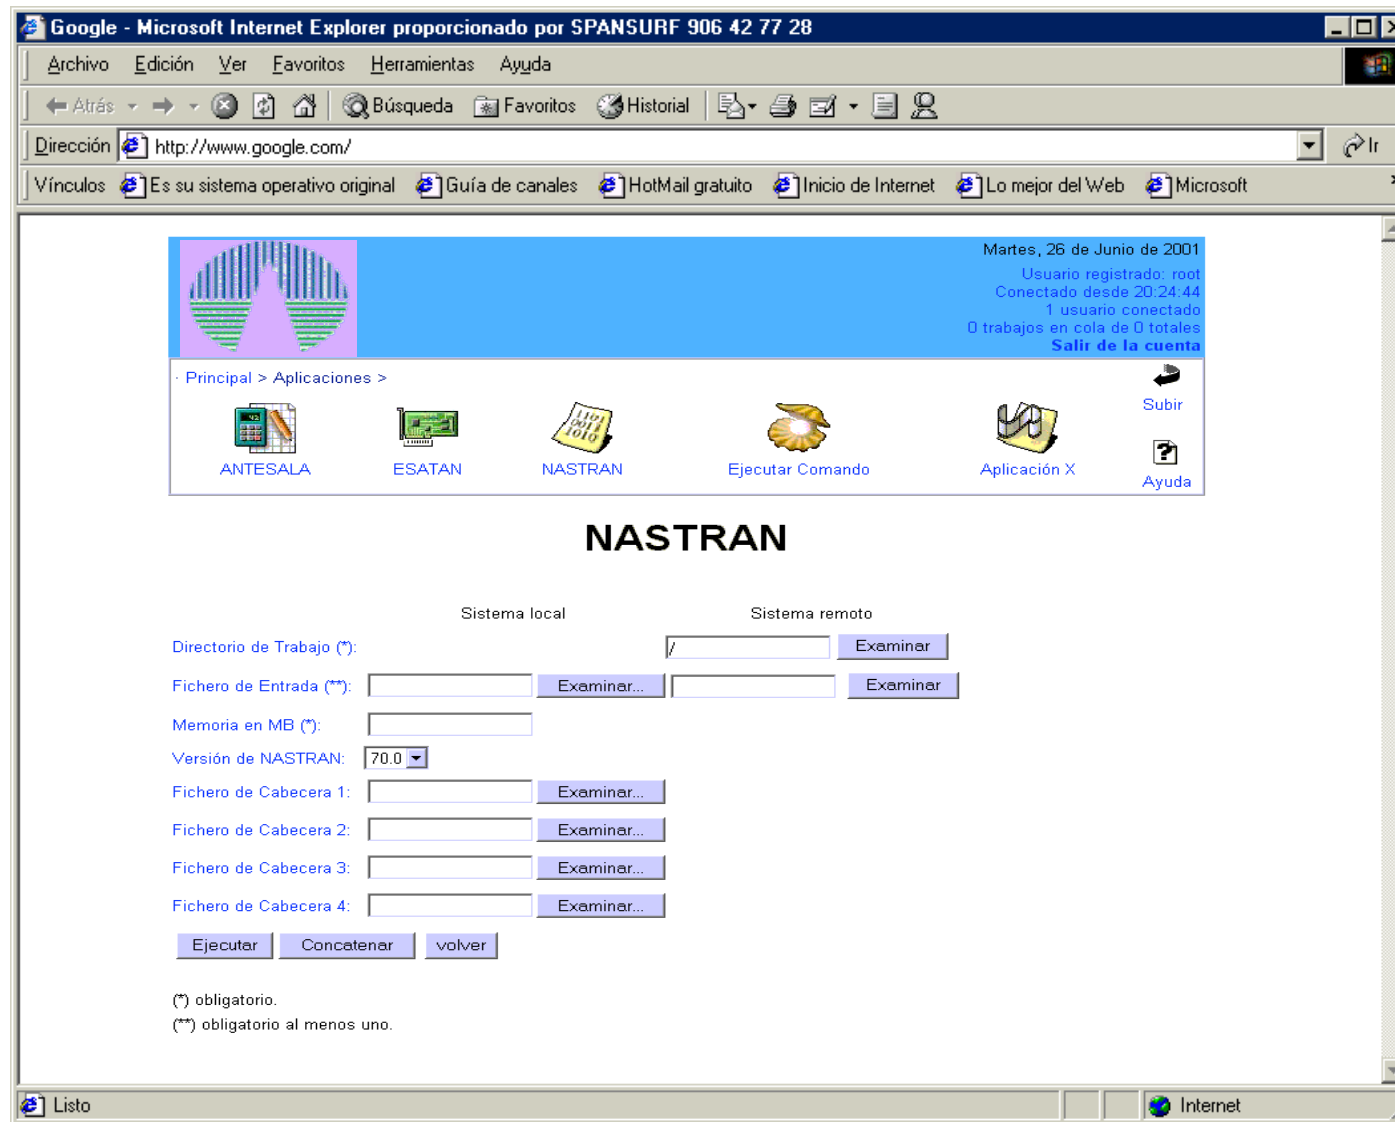 Google - Microsoft Internet Explorer proporcionado por SPANSURF 906 42 77 28
Archivo Edición Ver Favoritos Herramientas Ayuda
Atrás Búsqueda Favoritos Historial
Dirección http://www.google.com/ Ir
Vínculos Es su sistema operativo original Guía de canales HotMail gratuito Inicio de Internet Lo mejor del Web Microsoft
Martes, 26 de Junio de 2001
Usuario registrado: root
Conectado desde 20:24:44
1 usuario conectado
0 trabajos en cola de 0 totales
Salir de la cuenta
· Principal > Aplicaciones >
Subir
ANTESALA ESATAN NASTRAN Ejecutar Comando Aplicación X
Ayuda
NASTRAN
Sistema local Sistema remoto
Directorio de Trabajo (*): / Examinar
Fichero de Entrada (**): Examinar... Examinar
Memoria en MB (*):
Versión de NASTRAN: 70.0
Fichero de Cabecera 1: Examinar...
Fichero de Cabecera 2: Examinar...
Fichero de Cabecera 3: Examinar...
Fichero de Cabecera 4: Examinar...
Ejecutar Concatenar volver
(*) obligatorio.
(**) obligatorio al menos uno.
Listo Internet